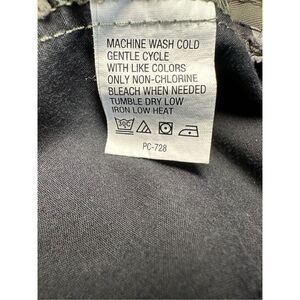 MACHINE WASH COLD
GENTLE CYCLE
WITH LIKE COLORS
ONLY NON-CHLORINE
BLEACH WHEN NEEDED
TUMBLE DRY LOW
IRON LOW HEAT
PC-728